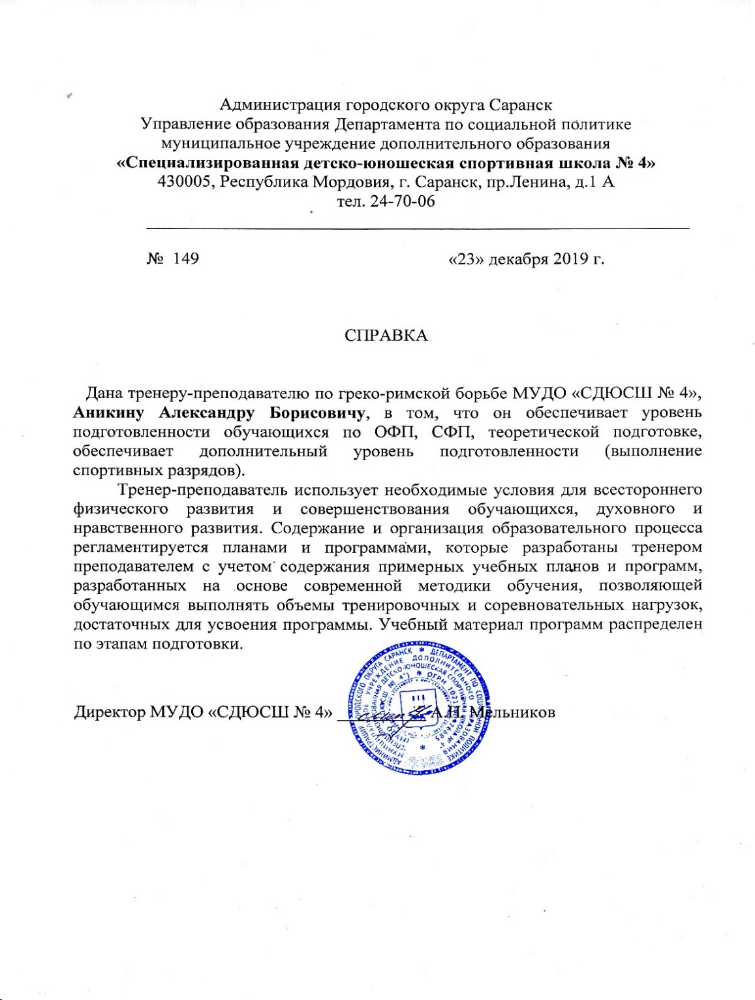 Администрация городского округа Саранск
Управление образования Департамента по социальной политике
муниципальное учреждение дополнительного образования
«Специализированная детско-юношеская спортивная школа № 4»
430005, Республика Мордовия, г. Саранск, пр.Ленина, д.1 А
тел. 24-70-06
№ 149 «23» декабря 2019 г.
СПРАВКА
Дана тренеру-преподавателю по греко-римской борьбе МУДО «СДЮСШ № 4»,
Аникину Александру Борисовичу, в том, что он обеспечивает уровень
подготовленности обучающихся по ОФП, СФП, теоретической подготовке,
обеспечивает дополнительный уровень подготовленности (выполнение
спортивных разрядов).
Тренер-преподаватель использует необходимые условия для всестороннего
физического развития и совершенствования обучающихся, духовного и
нравственного развития. Содержание и организация образовательного процесса
регламентируется планами и программами, которые разработаны тренером
преподавателем с учетом содержания примерных учебных планов и программ,
разработанных на основе современной методики обучения, позволяющей
обучающимся выполнять объемы тренировочных и соревновательных нагрузок,
достаточных для усвоения программы. Учебный материал программ распределен
по этапам подготовки.
Директор МУДО «СДЮСШ № 4» __________ А.Н. Мельников
АДМИНИСТРАЦИЯ ГОРОДСКОГО ОКРУГА САРАНСК * ДЕПАРТАМЕНТ ПО СОЦИАЛЬНОЙ ПОЛИТИКЕ
МУНИЦИПАЛЬНОЕ УЧРЕЖДЕНИЕ ДОПОЛНИТЕЛЬНОГО ОБРАЗОВАНИЯ
"СПЕЦИАЛИЗИРОВАННАЯ ДЕТСКО-ЮНОШЕСКАЯ СПОРТИВНАЯ ШКОЛА № 4"
(МУДО "СДЮСШ № 4") * ОГРН